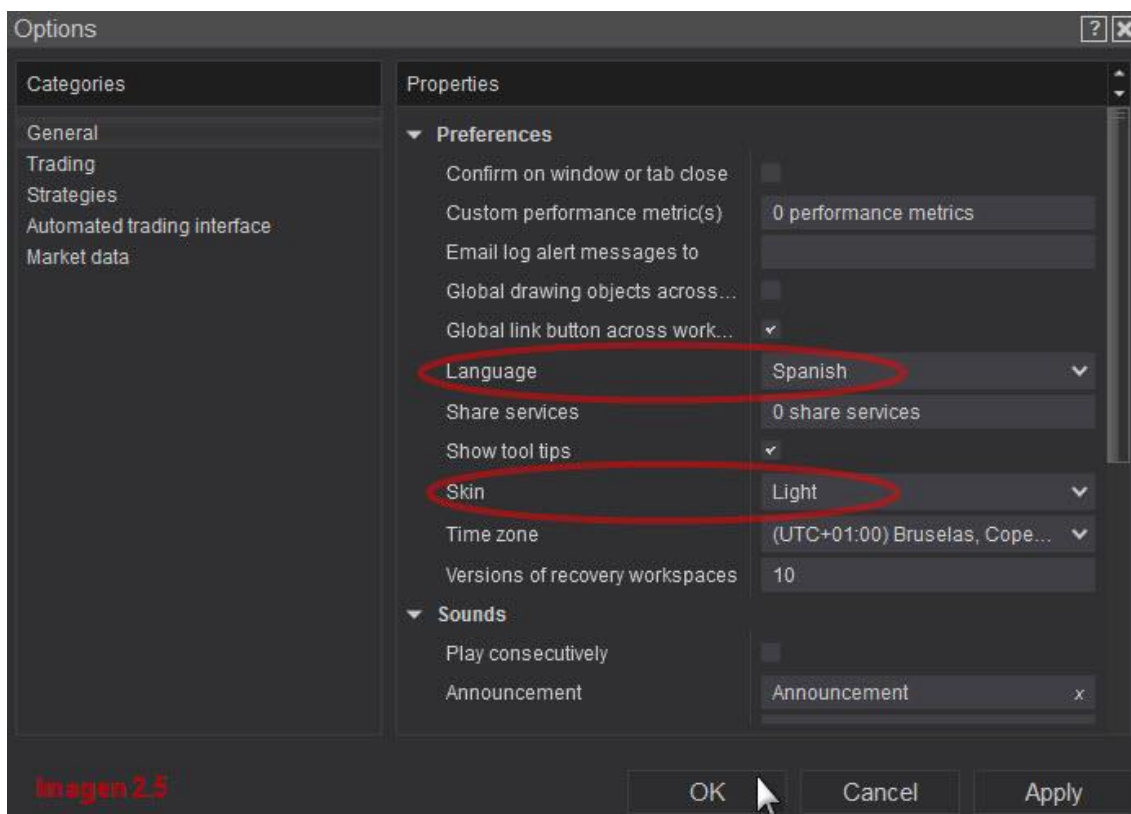 Options
Categories
General
Trading
Strategies
Automated trading interface
Market data
Properties
Preferences
Confirm on window or tab close
Custom performance metric(s) 0 performance metrics
Email log alert messages to
Global drawing objects across...
Global link button across work...
Language Spanish
Share services 0 share services
Show tool tips
Skin Light
Time zone (UTC+01:00) Bruselas, Cope...
Versions of recovery workspaces 10
Sounds
Play consecutively
Announcement Announcement x
Imagen 2.5
OK Cancel Apply